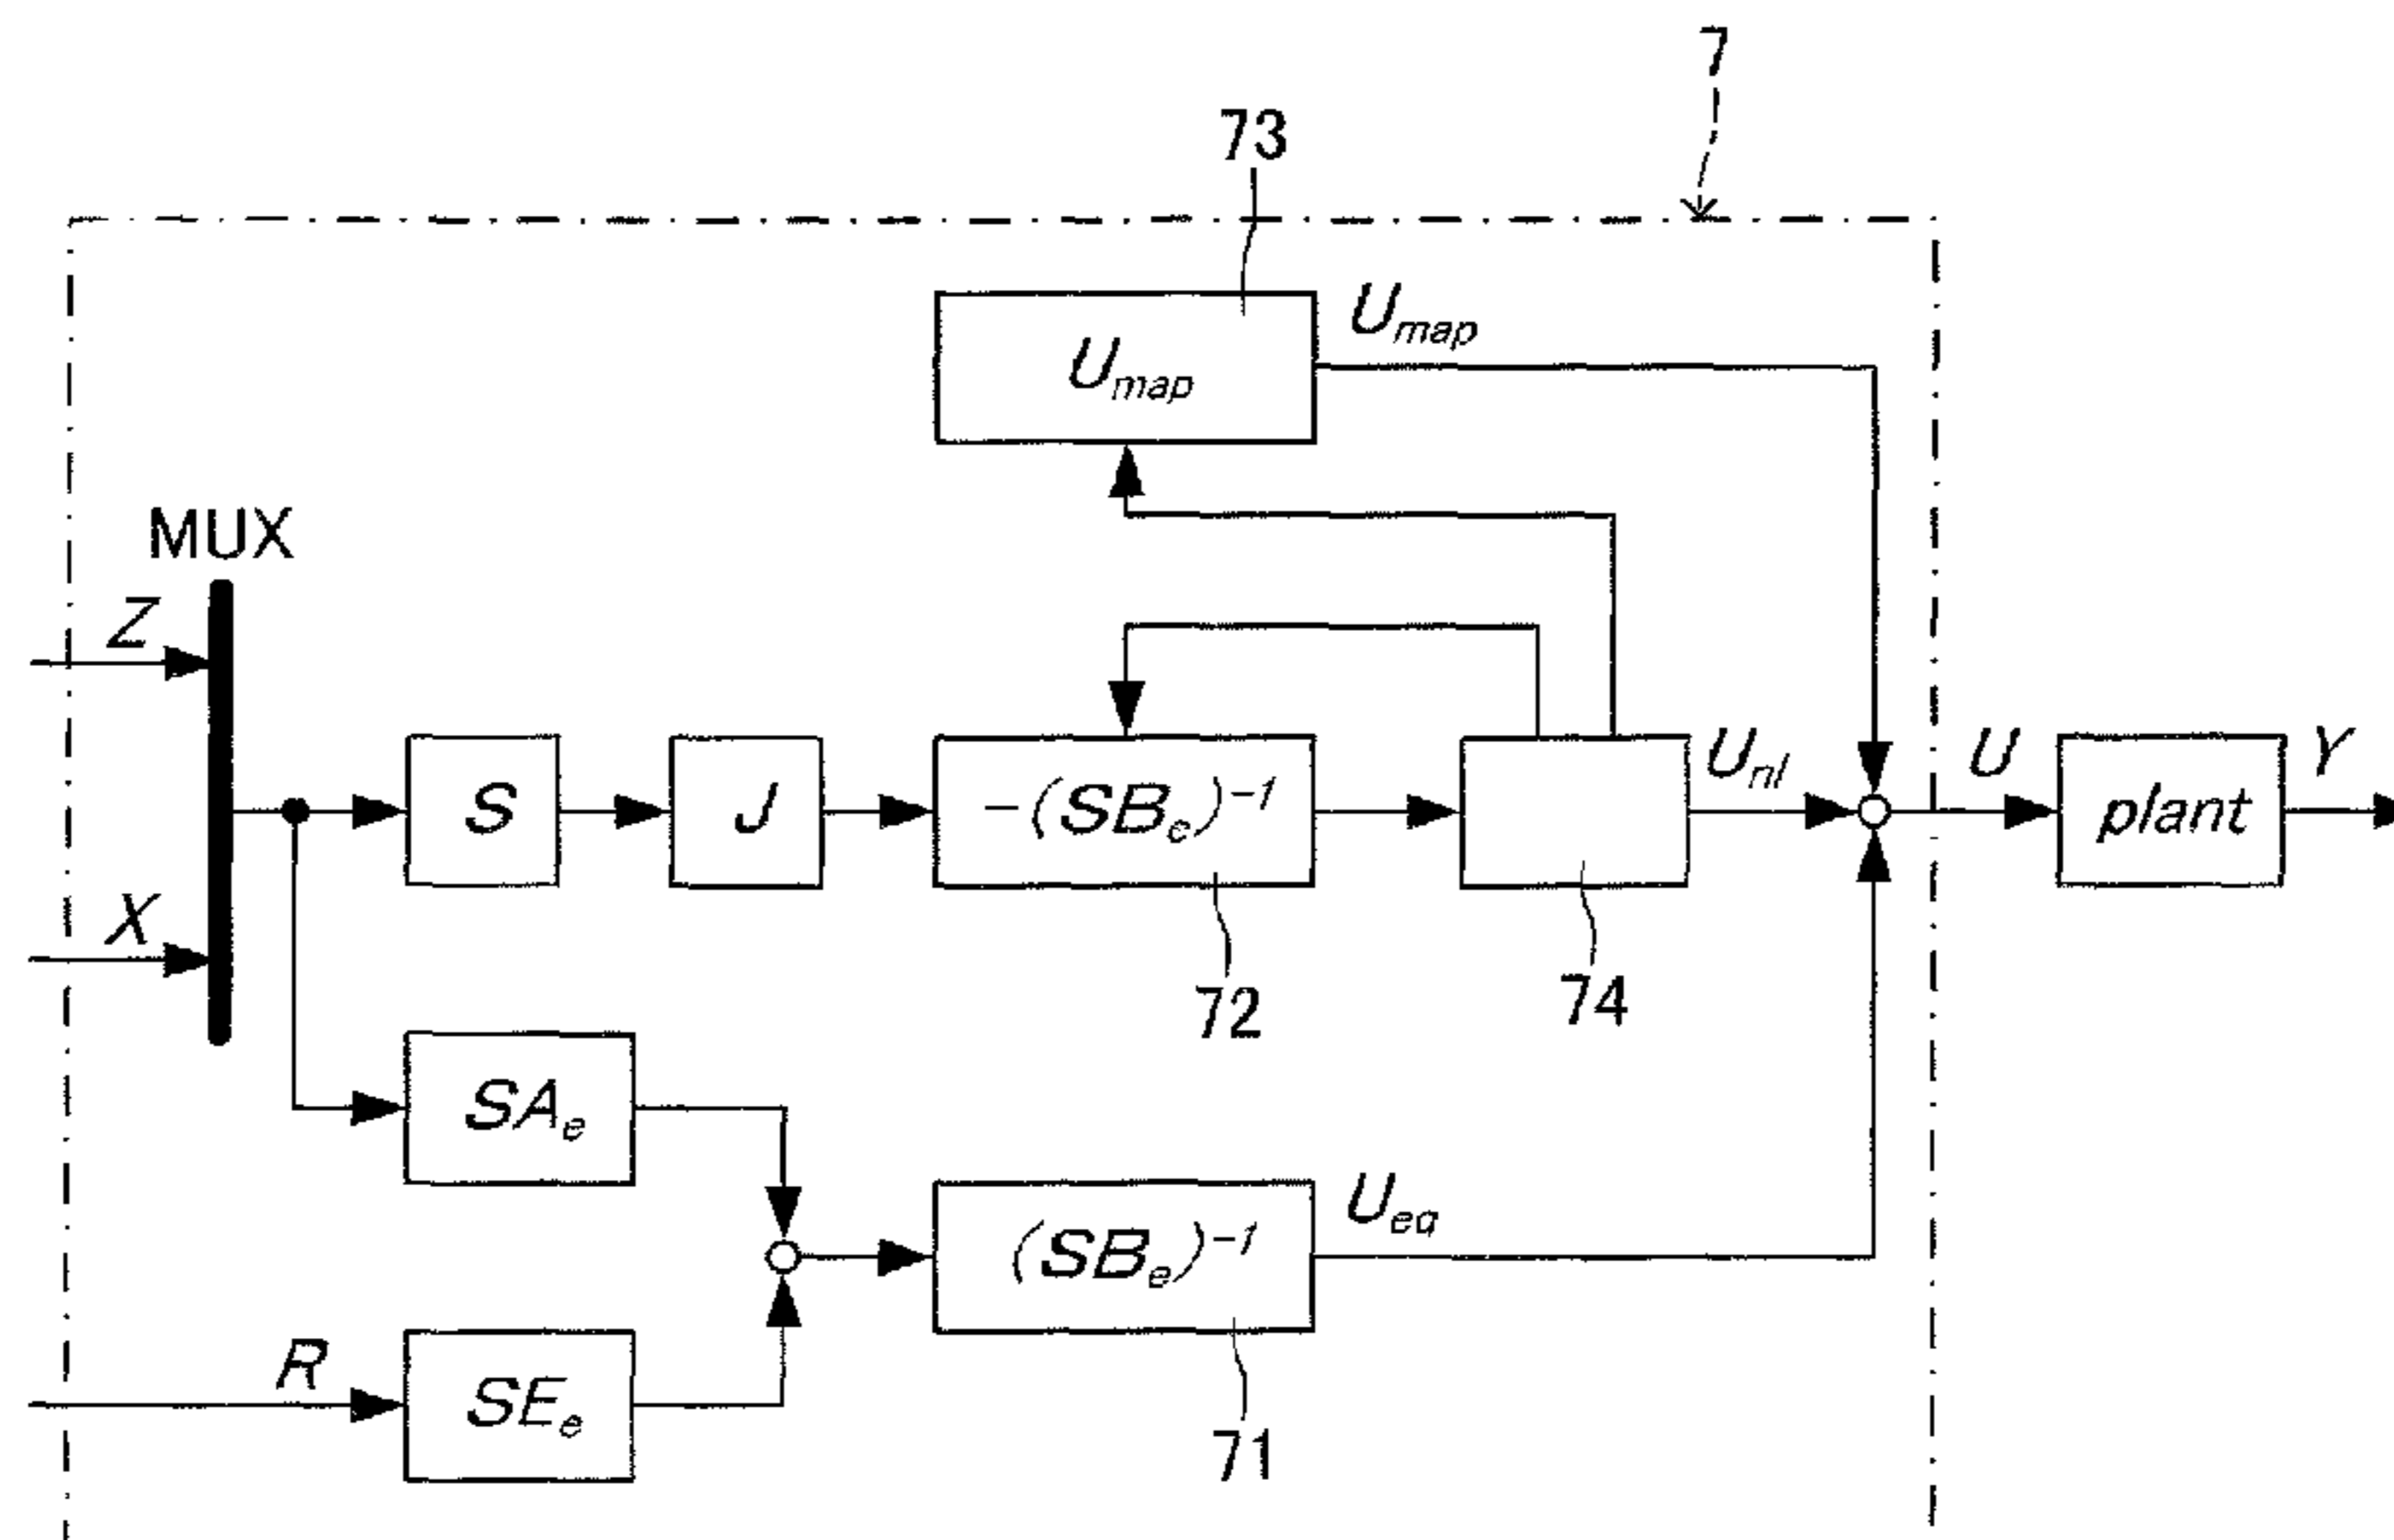 7
73
U_map
U_map
MUX
Z
S
J
-(SB_e)^-1
U_nl
U
plant
Y
X
72
74
SA_e
(SB_e)^-1
U_eq
R
SE_e
71